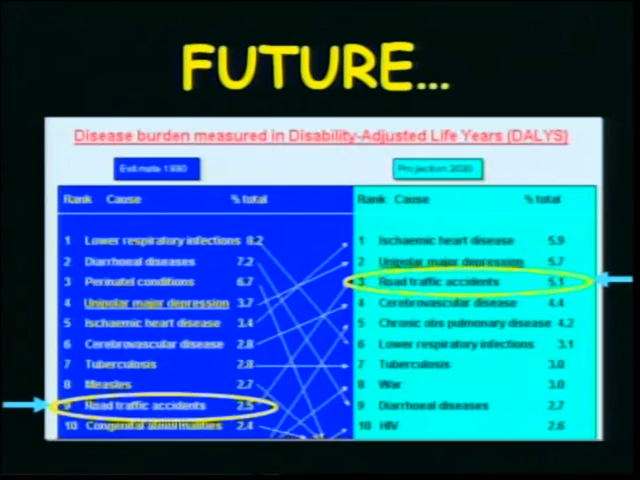 FUTURE...
Disease burden measured in Disability-Adjusted Life Years (DALYS)
Estimate 1990
Projection 2020
Rank Cause % total
1 Lower respiratory infections 8.2
2 Diarrhoeal diseases 7.2
3 Perinatal conditions 6.7
4 Unipolar major depression 3.7
5 Ischaemic heart disease 3.4
6 Cerebrovascular disease 2.8
7 Tuberculosis 2.8
8 Measles 2.7
9 Road traffic accidents 2.5
10 Congenital abnormalities 2.4
Rank Cause % total
1 Ischaemic heart disease 5.9
2 Unipolar major depression 5.7
3 Road traffic accidents 5.1
4 Cerebrovascular disease 4.4
5 Chronic obs pulmonary disease 4.2
6 Lower respiratory infections 3.1
7 Tuberculosis 3.0
8 War 3.0
9 Diarrhoeal diseases 2.7
10 HIV 2.6